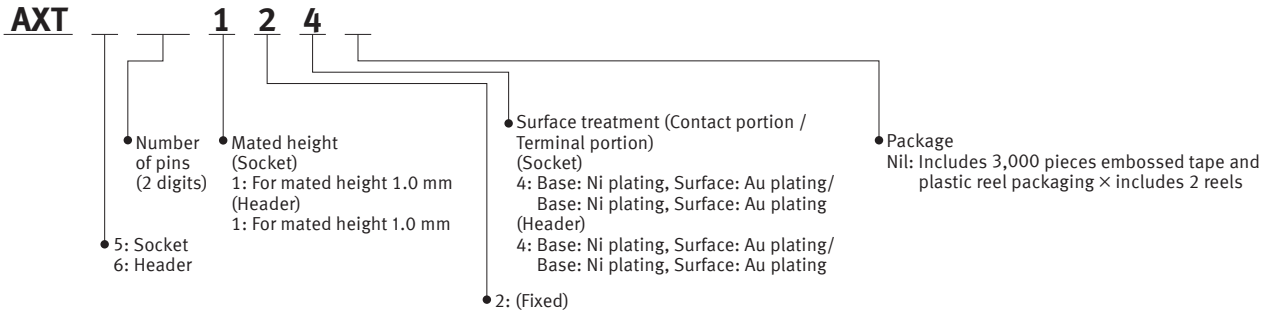 AXT 1 2 4
Number
of pins
(2 digits)
Mated height
(Socket)
1: For mated height 1.0 mm
(Header)
1: For mated height 1.0 mm
Surface treatment (Contact portion /
Terminal portion)
(Socket)
4: Base: Ni plating, Surface: Au plating/
Base: Ni plating, Surface: Au plating
(Header)
4: Base: Ni plating, Surface: Au plating/
Base: Ni plating, Surface: Au plating
Package
Nil: Includes 3,000 pieces embossed tape and
plastic reel packaging × includes 2 reels
5: Socket
6: Header
2: (Fixed)